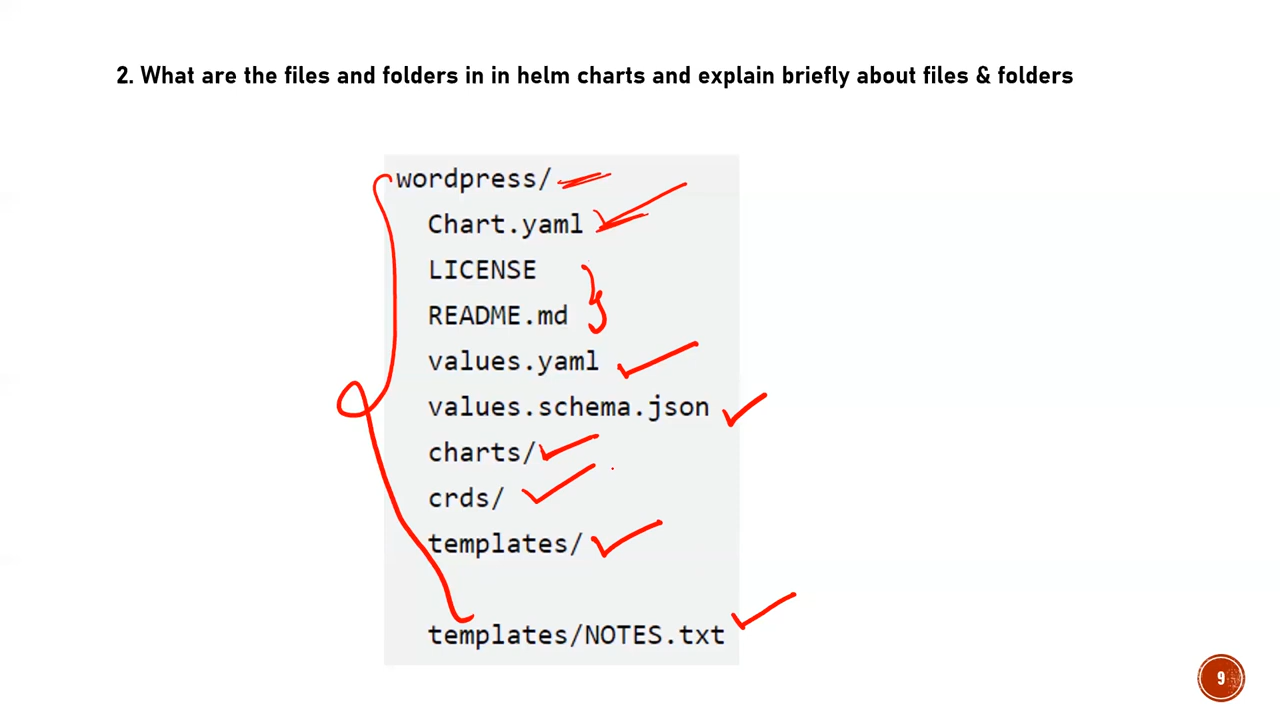 2. What are the files and folders in in helm charts and explain briefly about files & folders
wordpress/
Chart.yaml
LICENSE
README.md
values.yaml
values.schema.json
charts/
crds/
templates/
templates/NOTES.txt
9